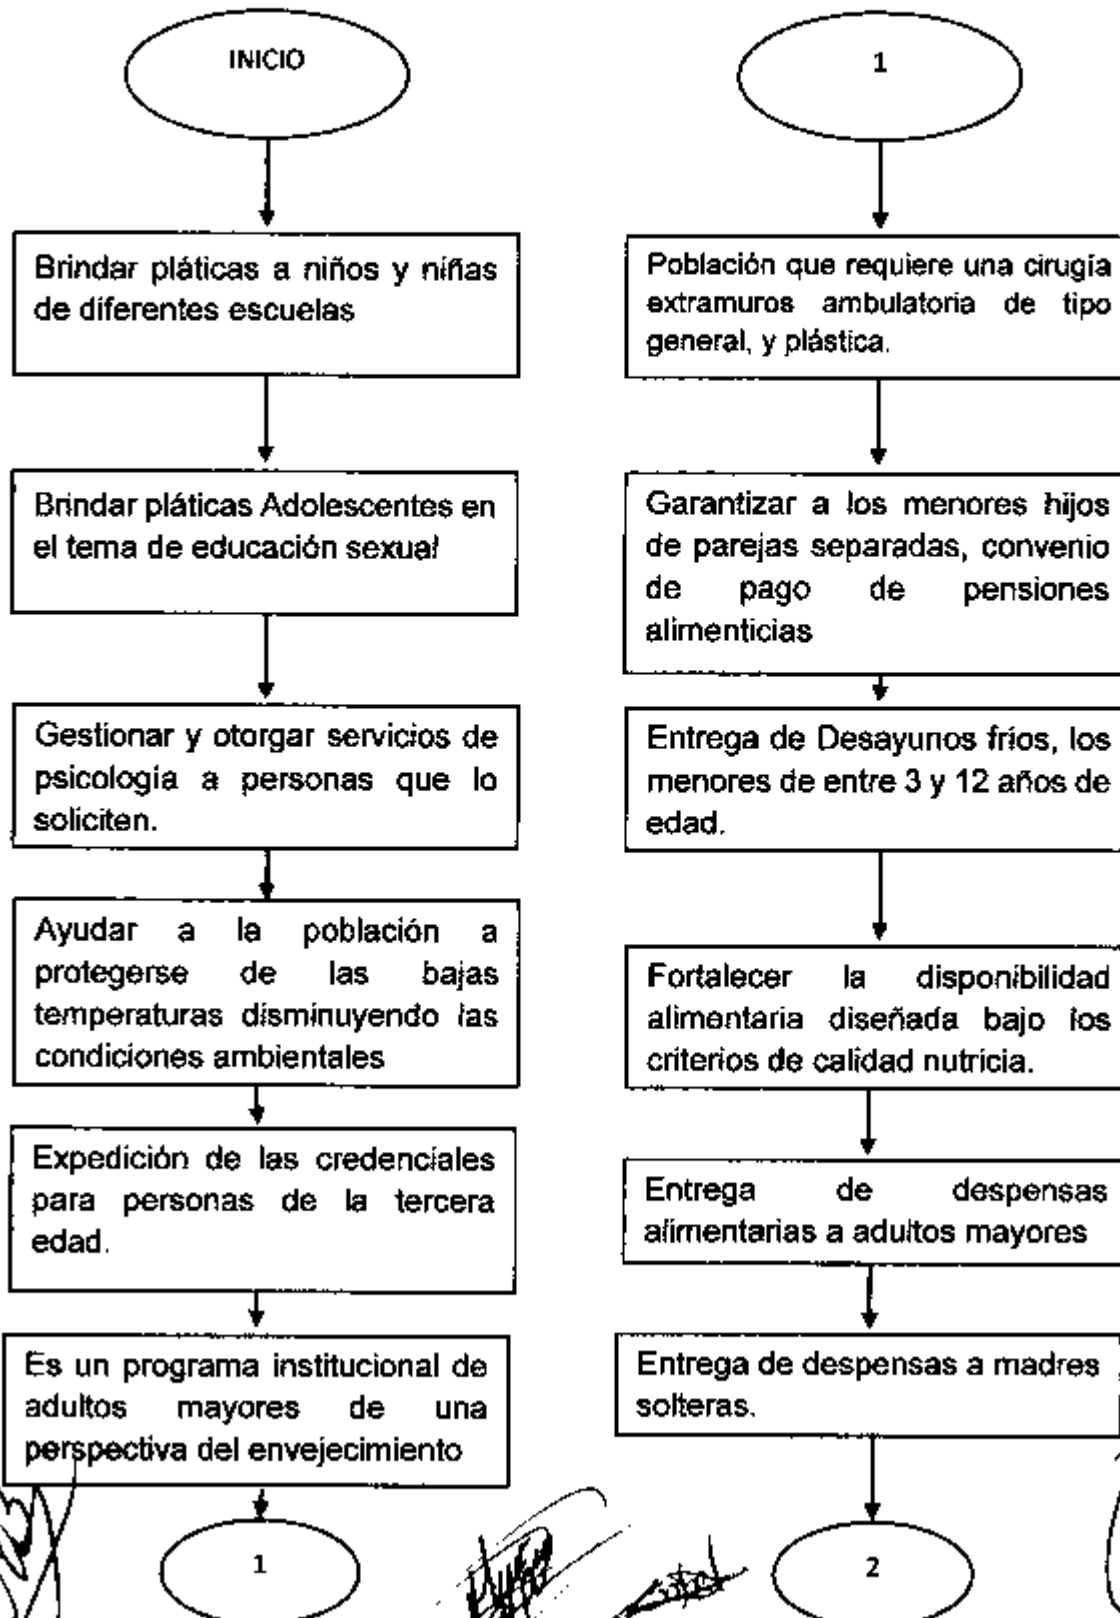 INICIO
Brindar pláticas a niños y niñas
de diferentes escuelas
Brindar pláticas Adolescentes en
el tema de educación sexual
Gestionar y otorgar servicios de
psicología a personas que lo
soliciten.
Ayudar a la población a
protegerse de las bajas
temperaturas disminuyendo las
condiciones ambientales
Expedición de las credenciales
para personas de la tercera
edad.
Es un programa institucional de
adultos mayores de una
perspectiva del envejecimiento
1
1
Población que requiere una cirugía
extramuros ambulatoria de tipo
general, y plástica.
Garantizar a los menores hijos
de parejas separadas, convenio
de pago de pensiones
alimenticias
Entrega de Desayunos fríos, los
menores de entre 3 y 12 años de
edad.
Fortalecer la disponibilidad
alimentaria diseñada bajo los
criterios de calidad nutricia.
Entrega de despensas
alimentarias a adultos mayores
Entrega de despensas a madres
solteras.
2